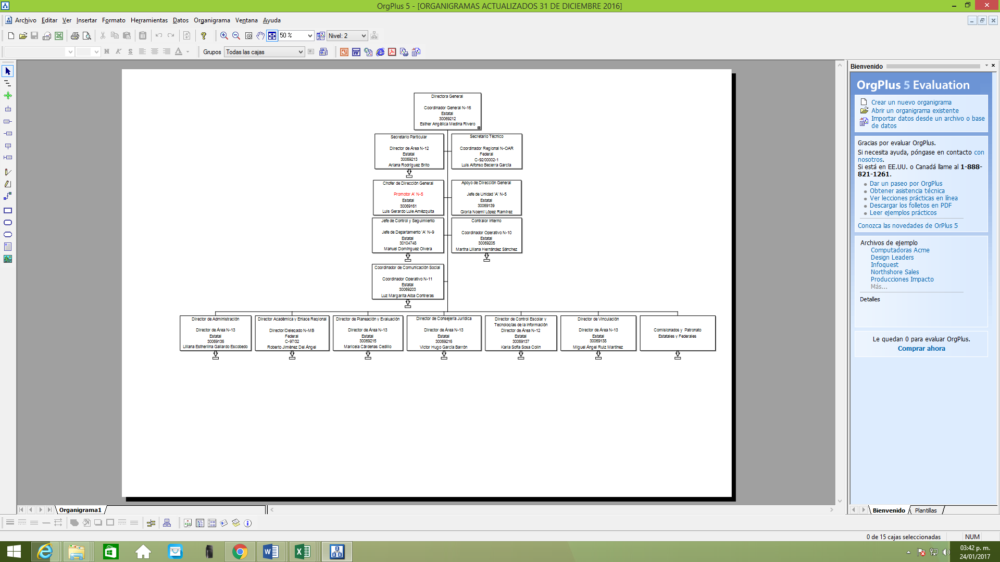 OrgPlus 5 - [ORGANIGRAMAS ACTUALIZADOS 31 DE DICIEMBRE 2016]
Archivo Editar Ver Insertar Formato Herramientas Datos Organigrama Ventana Ayuda
50 %
Nivel: 2
N K S A
Grupos Todas las cajas
Directora General
Coordinador General N-16
Estatal
30069212
Esther Angélica Medina Rivero
Secretario Particular
Director de Área N-12
Estatal
30069213
Ariana Rodríguez Brito
Secretario Técnico
Coordinador Regional N-OAR
Federal
C-92/00002-1
Luis Alfonso Becerra García
Chofer de Dirección General
Promotor A' N-5
Estatal
30069161
Luis Gerardo Luie Amézquita
Apoyo de Dirección General
Jefe de Unidad 'A' N-5
Estatal
30069139
Gloria Noemí López Ramírez
Jefe de Control y Seguimiento
Jefe de Departamento 'A' N-9
Estatal
30104748
Manuel Domínguez Olvera
Contralor Interno
Coordinador Operativo N-10
Estatal
30069205
Martha Liliana Hernández Sánchez
Coordinador de Comunicación Social
Coordinador Operativo N-11
Estatal
30069203
Luz Margarita Alba Contreras
Director de Administración
Director de Área N-13
Estatal
30069136
Liliana Estherlina Gallardo Escobedo
Director Académica y Enlace Regional
Director/Delegado N-MB
Federal
C-97/32
Roberto Jiménez Del Ángel
Director de Planeación y Evaluación
Director de Área N-13
Estatal
30069215
Maricela Cárdenas Cedillo
Director de Consejería Jurídica
Director de Área N-13
Estatal
30069216
Victor Hugo García Barrón
Director de Control Escolar y
Tecnologías de la Información
Director de Área N-12
Estatal
30069137
Karla Sofía Sosa Colín
Director de Vinculación
Director de Área N-13
Estatal
30069138
Miguel Ángel Ruiz Martínez
Comisionados y Patronato
Estatales y Federales
Bienvenido
OrgPlus 5 Evaluation
Crear un nuevo organigrama
Abrir un organigrama existente
Importar datos desde un archivo o base
de datos
Gracias por evaluar OrgPlus.
Si necesita ayuda, póngase en contacto con
nosotros.
Si está en EE.UU. o Canadá llame al 1-888-
821-1261.
Dar un paseo por OrgPlus
Obtener asistencia técnica
Ver lecciones prácticas en línea
Descargar los folletos en PDF
Leer ejemplos prácticos
Conozca las novedades de OrPlus 5
Archivos de ejemplo
Computadoras Acme
Design Leaders
Infoquest
Northshore Sales
Producciones Impacto
Más...
Detalles
Le quedan 0 para evaluar OrgPlus.
Comprar ahora
Organigrama1
Bienvenido Plantillas
0 de 15 cajas seleccionadas NUM
03:42 p. m.
24/01/2017